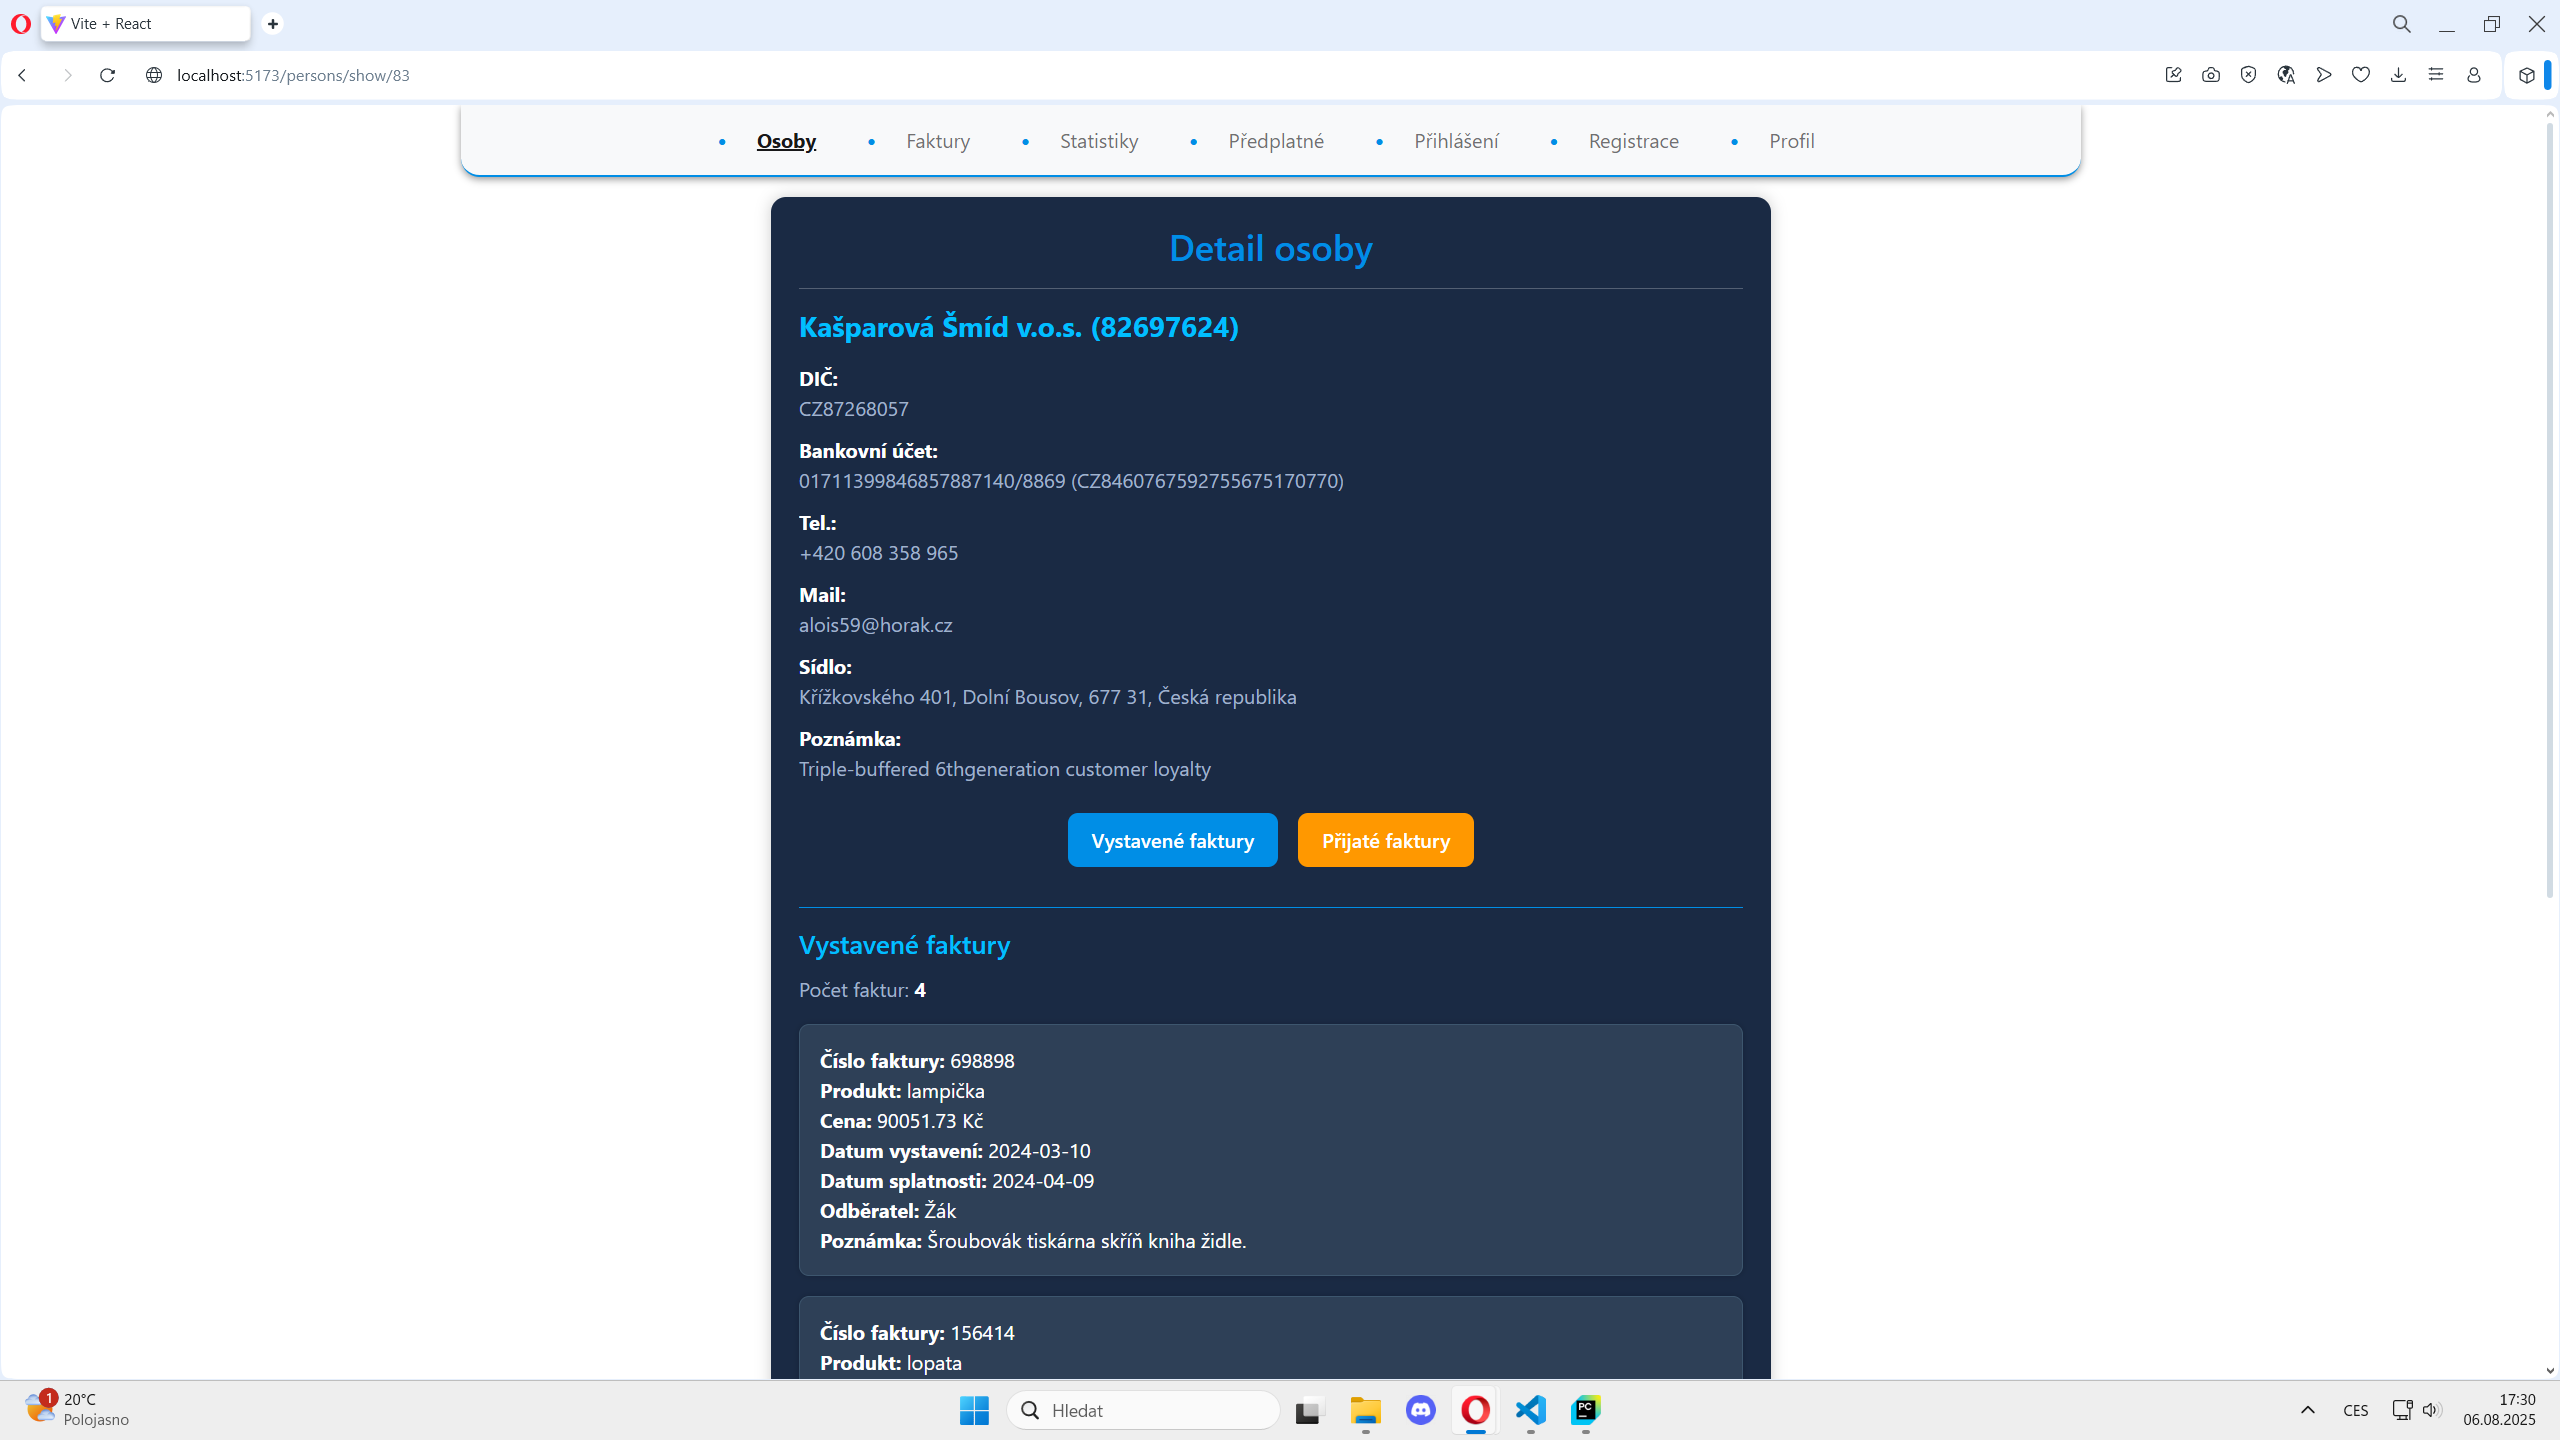 Vite + React
localhost:5173/persons/show/83
Osoby
Faktury
Statistiky
Předplatné
Přihlášení
Registrace
Profil
Detail osoby
Kašparová Šmíd v.o.s. (82697624)
DIČ:
CZ87268057
Bankovní účet:
01711399846857887140/8869 (CZ8460767592755675170770)
Tel.:
+420 608 358 965
Mail:
alois59@horak.cz
Sídlo:
Křížkovského 401, Dolní Bousov, 677 31, Česká republika
Poznámka:
Triple-buffered 6thgeneration customer loyalty
Vystavené faktury
Přijaté faktury
Vystavené faktury
Počet faktur: 4
Číslo faktury: 698898
Produkt: lampička
Cena: 90051.73 Kč
Datum vystavení: 2024-03-10
Datum splatnosti: 2024-04-09
Odběratel: Žák
Poznámka: Šroubovák tiskárna skříň kniha židle.
Číslo faktury: 156414
Produkt: lopata
1
20°C
Polojasno
Hledat
PC
CES
17:30
06.08.2025